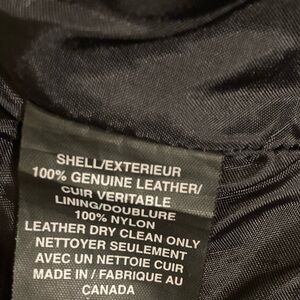 SHELL/EXTERIEUR
100% GENUINE LEATHER/
CUIR VERITABLE
LINING/DOUBLURE
100% NYLON
LEATHER DRY CLEAN ONLY
NETTOYER SEULEMENT
AVEC UN NETTOIE CUIR
MADE IN / FABRIQUE AU
CANADA